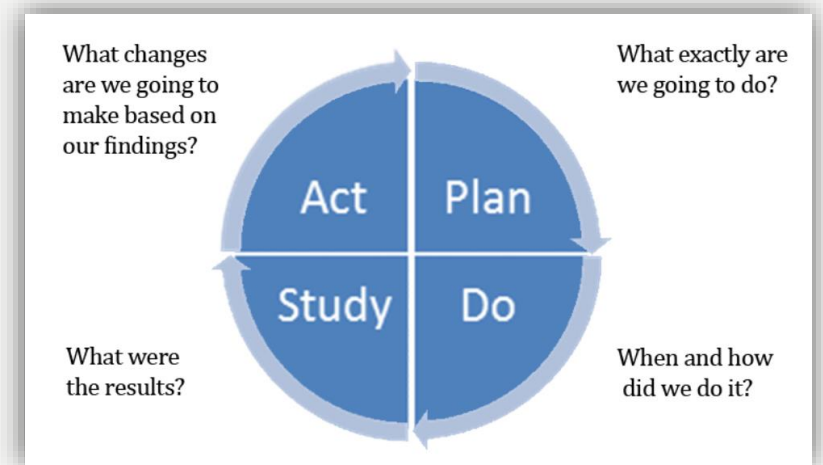 What changes
are we going to
make based on
our findings?
What exactly are
we going to do?
Act
Plan
Study
Do
What were
the results?
When and how
did we do it?